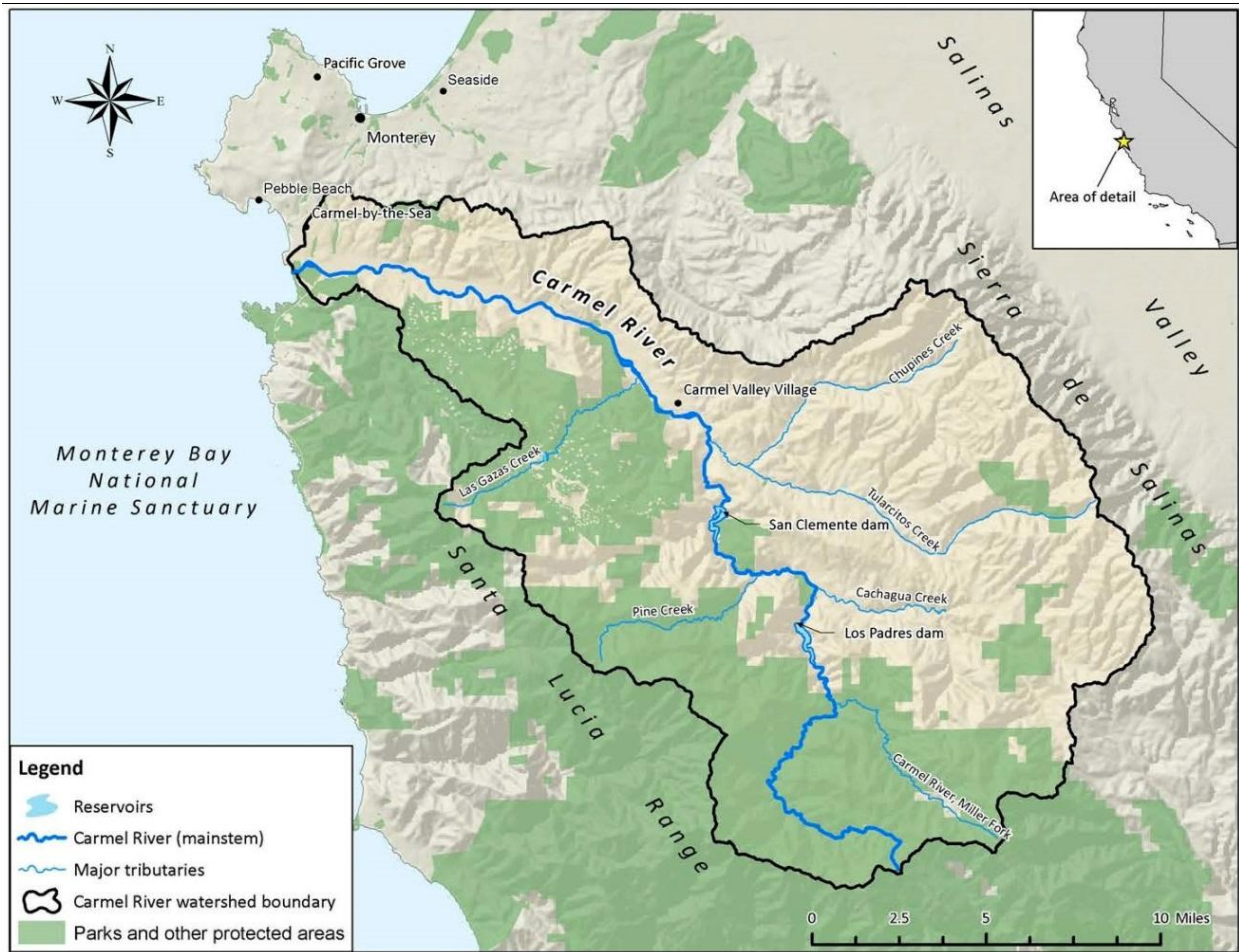 N
W
E
S
Pacific Grove
Seaside
Monterey
Pebble Beach
Carmel-by-the-Sea
Salinas
Valley
Area of detail
Sierra de Salinas
Carmel River
Chupines Creek
Carmel Valley Village
Las Gazas Creek
Monterey Bay
National
Marine Sanctuary
Tularcitos Creek
San Clemente dam
Cachagua Creek
Pine Creek
Los Padres dam
Santa
Lucia
Range
Carmel River, Miller Fork
Legend
Reservoirs
Carmel River (mainstem)
Major tributaries
Carmel River watershed boundary
Parks and other protected areas
0 2.5 5 10 Miles